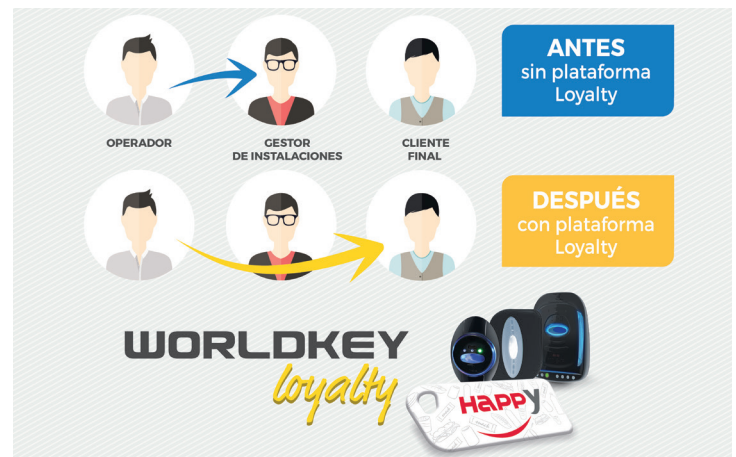 ANTES
sin plataforma
Loyalty
OPERADOR
GESTOR
DE INSTALACIONES
CLIENTE
FINAL
DESPUÉS
con plataforma
Loyalty
WORLDKEY
loyalty
HAPPY